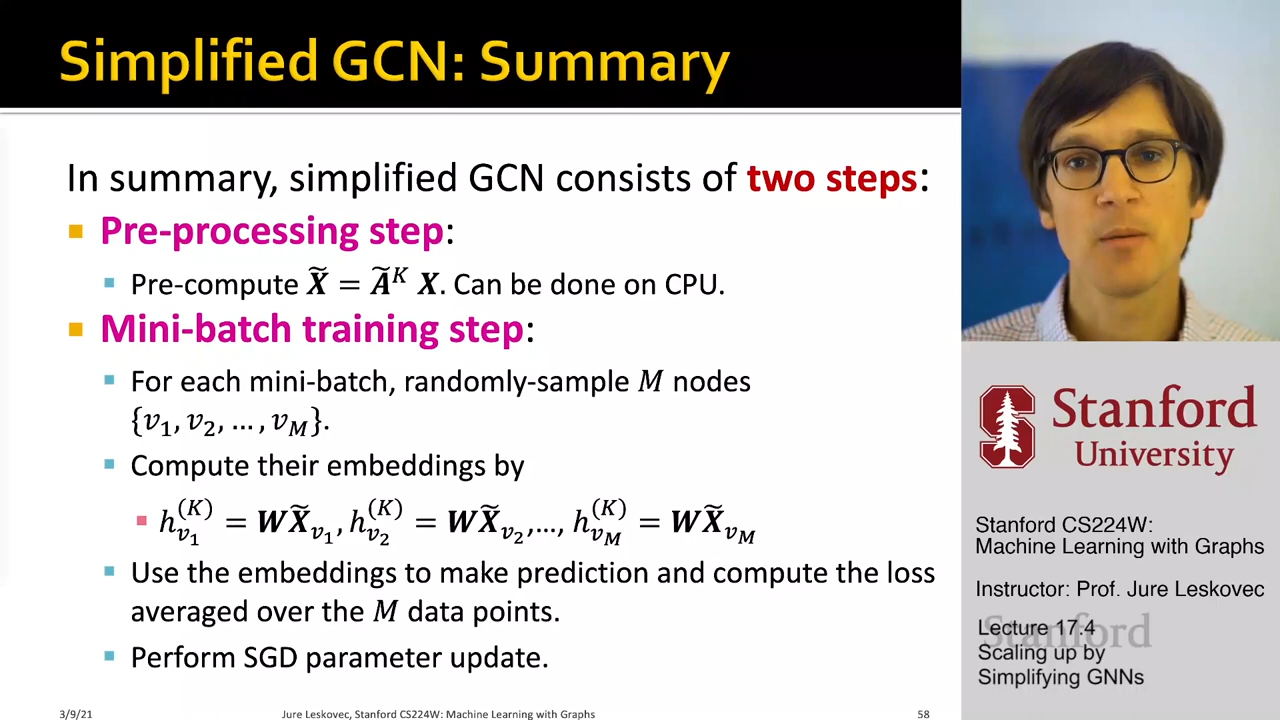 Simplified GCN: Summary
In summary, simplified GCN consists of two steps:
Pre-processing step:
Pre-compute X̃ = Ã^K X. Can be done on CPU.
Mini-batch training step:
For each mini-batch, randomly-sample M nodes
{v₁, v₂, … , v_M}.
Compute their embeddings by
h_{v₁}^{(K)} = WX̃_{v₁}, h_{v₂}^{(K)} = WX̃_{v₂},…, h_{v_M}^{(K)} = WX̃_{v_M}
Use the embeddings to make prediction and compute the loss
averaged over the M data points.
Perform SGD parameter update.
3/9/21
Jure Leskovec, Stanford CS224W: Machine Learning with Graphs
58
Stanford
University
Stanford CS224W:
Machine Learning with Graphs
Instructor: Prof. Jure Leskovec
Stanford
Lecture 17.4
Scaling up by
Simplifying GNNs